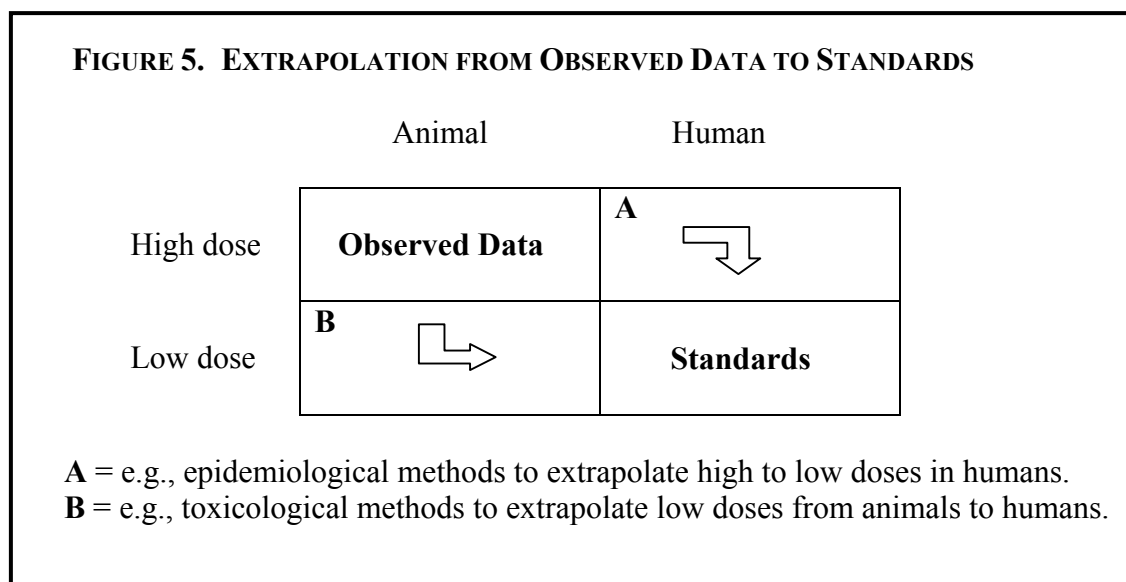 FIGURE 5. EXTRAPOLATION FROM OBSERVED DATA TO STANDARDS
Animal Human
High dose Observed Data A
Low dose B Standards
A = e.g., epidemiological methods to extrapolate high to low doses in humans.
B = e.g., toxicological methods to extrapolate low doses from animals to humans.